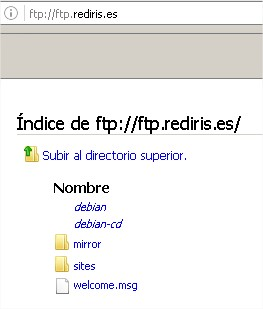 ftp://ftp.rediris.es
Índice de ftp://ftp.rediris.es/
Subir al directorio superior.
Nombre
debian
debian-cd
mirror
sites
welcome.msg